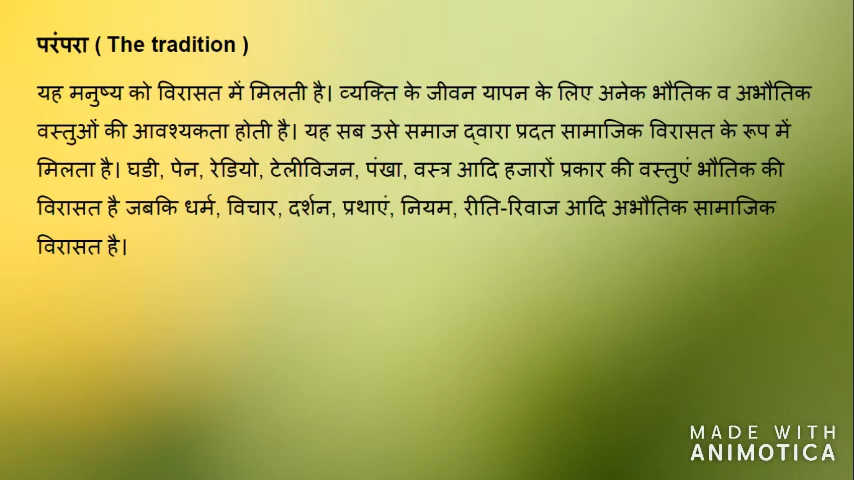 परंपरा ( The tradition )
यह मनुष्य को विरासत में मिलती है। व्यक्ति के जीवन यापन के लिए अनेक भौतिक व अभौतिक
वस्तुओं की आवश्यकता होती है। यह सब उसे समाज द्वारा प्रदत सामाजिक विरासत के रूप में
मिलता है। घडी, पेन, रेडियो, टेलीविजन, पंखा, वस्त्र आदि हजारों प्रकार की वस्तुएं भौतिक की
विरासत है जबकि धर्म, विचार, दर्शन, प्रथाएं, नियम, रीति-रिवाज आदि अभौतिक सामाजिक
विरासत है।
MADE WITH
ANIMOTICA